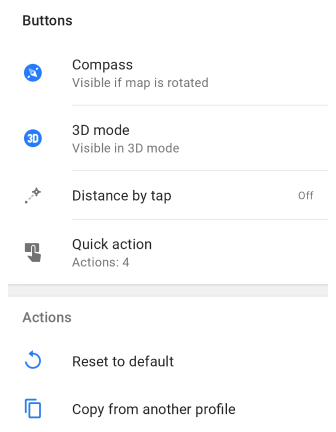 Buttons
Compass
Visible if map is rotated
3D
3D mode
Visible in 3D mode
Distance by tap
Off
Quick action
Actions: 4
Actions
Reset to default
Copy from another profile